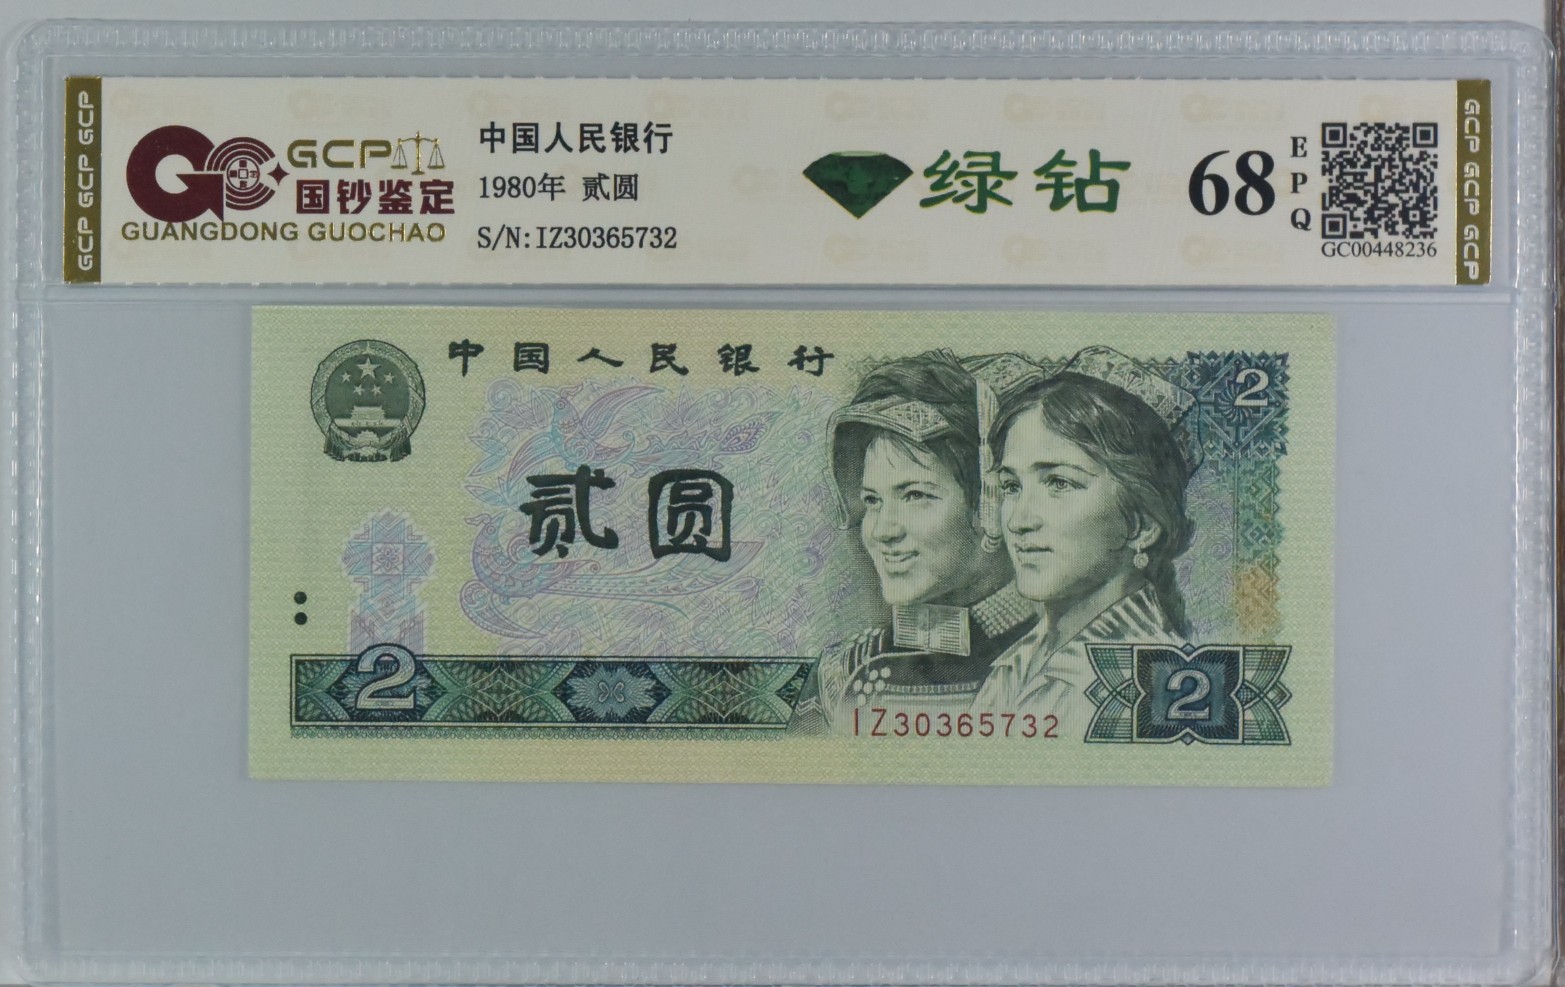 GCP GCP GCP
GCP
国钞鉴定
GUANGDONG GUOCHAO
中国人民银行
1980年 贰圆
S/N:IZ30365732
绿钻
68
EPQ
GC00448236
GCP GCP GCP
中国人民银行
2
贰圆
2
IZ30365732
2